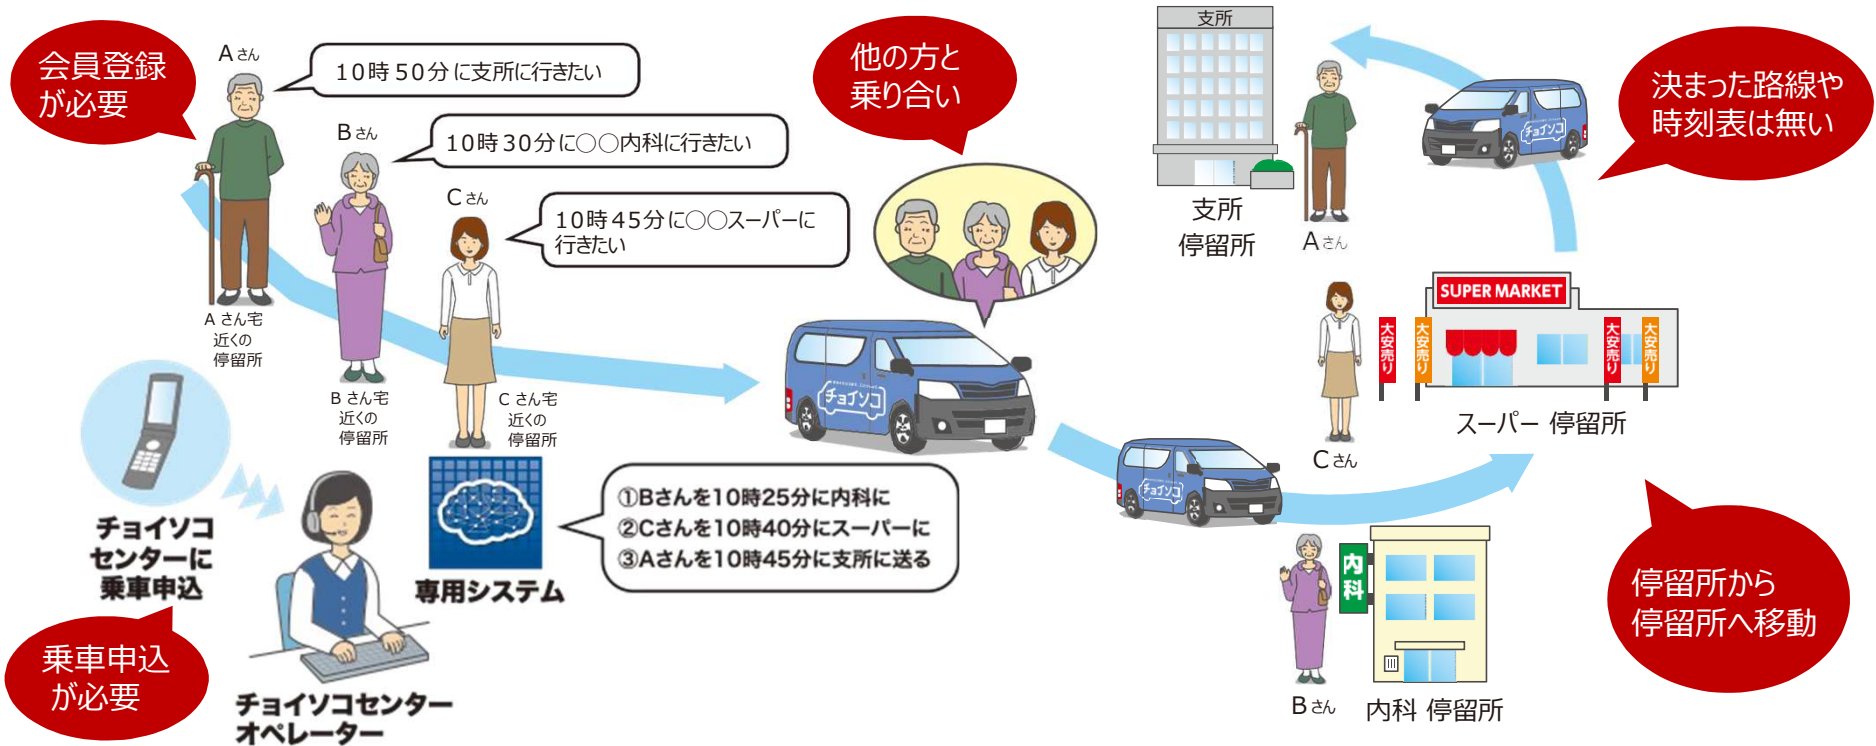 会員登録
が必要
Aさん
10時50分に支所に行きたい
Bさん
10時30分に○○内科に行きたい
Cさん
10時45分に○○スーパーに
行きたい
Aさん宅
近くの
停留所
Bさん宅
近くの
停留所
Cさん宅
近くの
停留所
他の方と
乗り合い
チョイソコ
チョイソコ
センターに
乗車申込
乗車申込
が必要
チョイソコセンター
オペレーター
専用システム
①Bさんを10時25分に内科に
②Cさんを10時40分にスーパーに
③Aさんを10時45分に支所に送る
チョイソコ
Bさん
内科
内科 停留所
Cさん
SUPER MARKET
大安売り
大安売り
大安売り
大安売り
スーパー 停留所
停留所から
停留所へ移動
支所
支所
停留所
Aさん
チョイソコ
決まった路線や
時刻表は無い